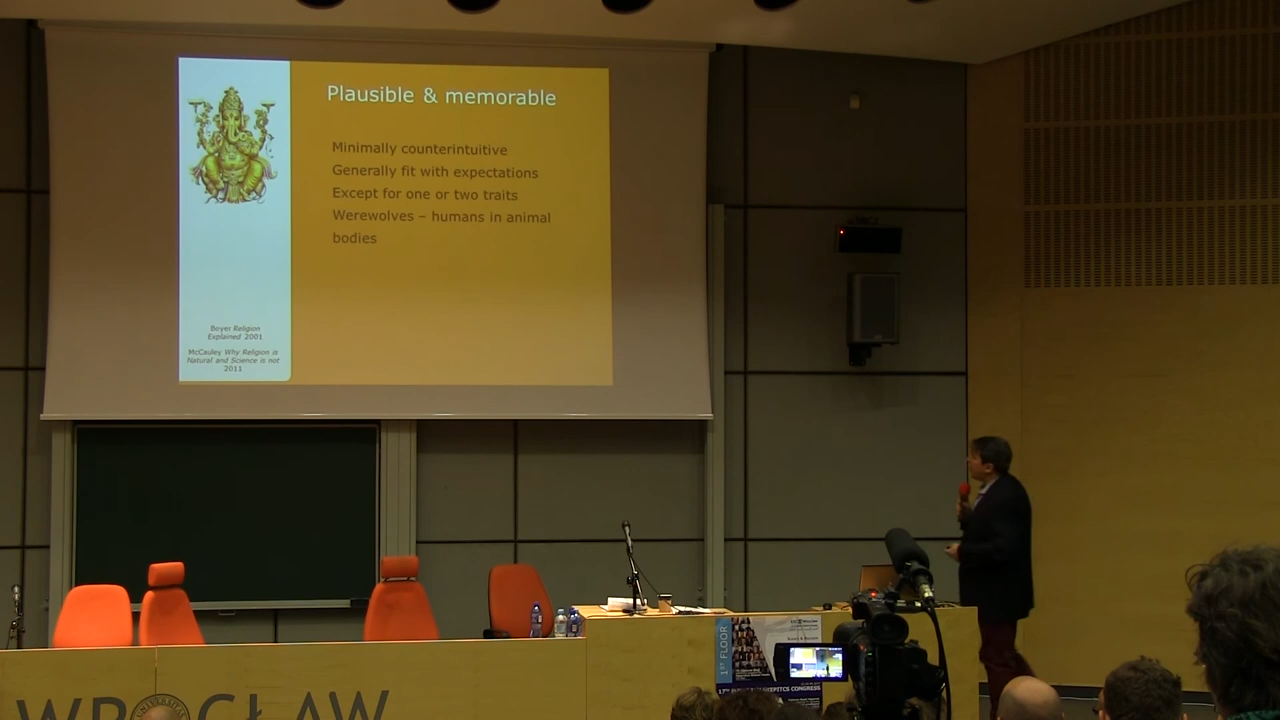 Plausible & memorable
Minimally counterintuitive
Generally fit with expectations
Except for one or two traits
Werewolves – humans in animal
bodies
Boyer Religion
Explained 2001
McCauley Why Religion is
Natural and Science is not
2011
1ST FLOOR
CONGRESS
WROCŁAW